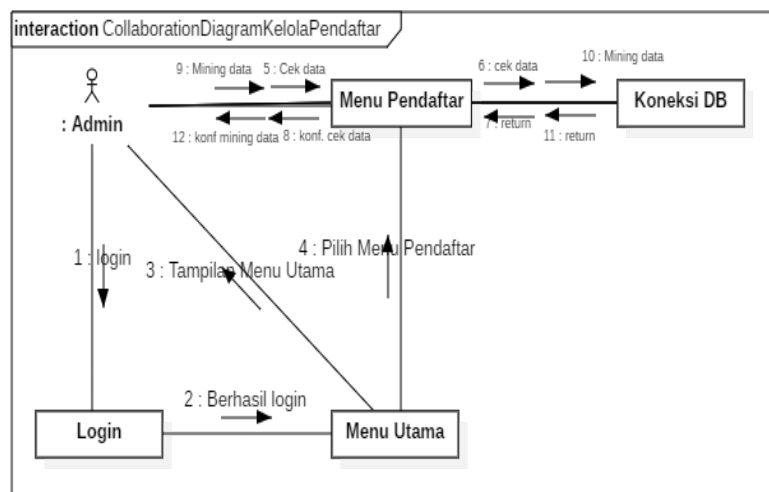 interaction CollaborationDiagramKelolaPendaftar
9 : Mining data
5 : Cek data
6 : cek data
10 : Mining data
: Admin
Menu Pendaftar
Koneksi DB
12 : konf mining data
8 : konf. cek data
7 : return
11 : return
1 : login
3 : Tampilan Menu Utama
4 : Pilih Menu Pendaftar
2 : Berhasil login
Login
Menu Utama